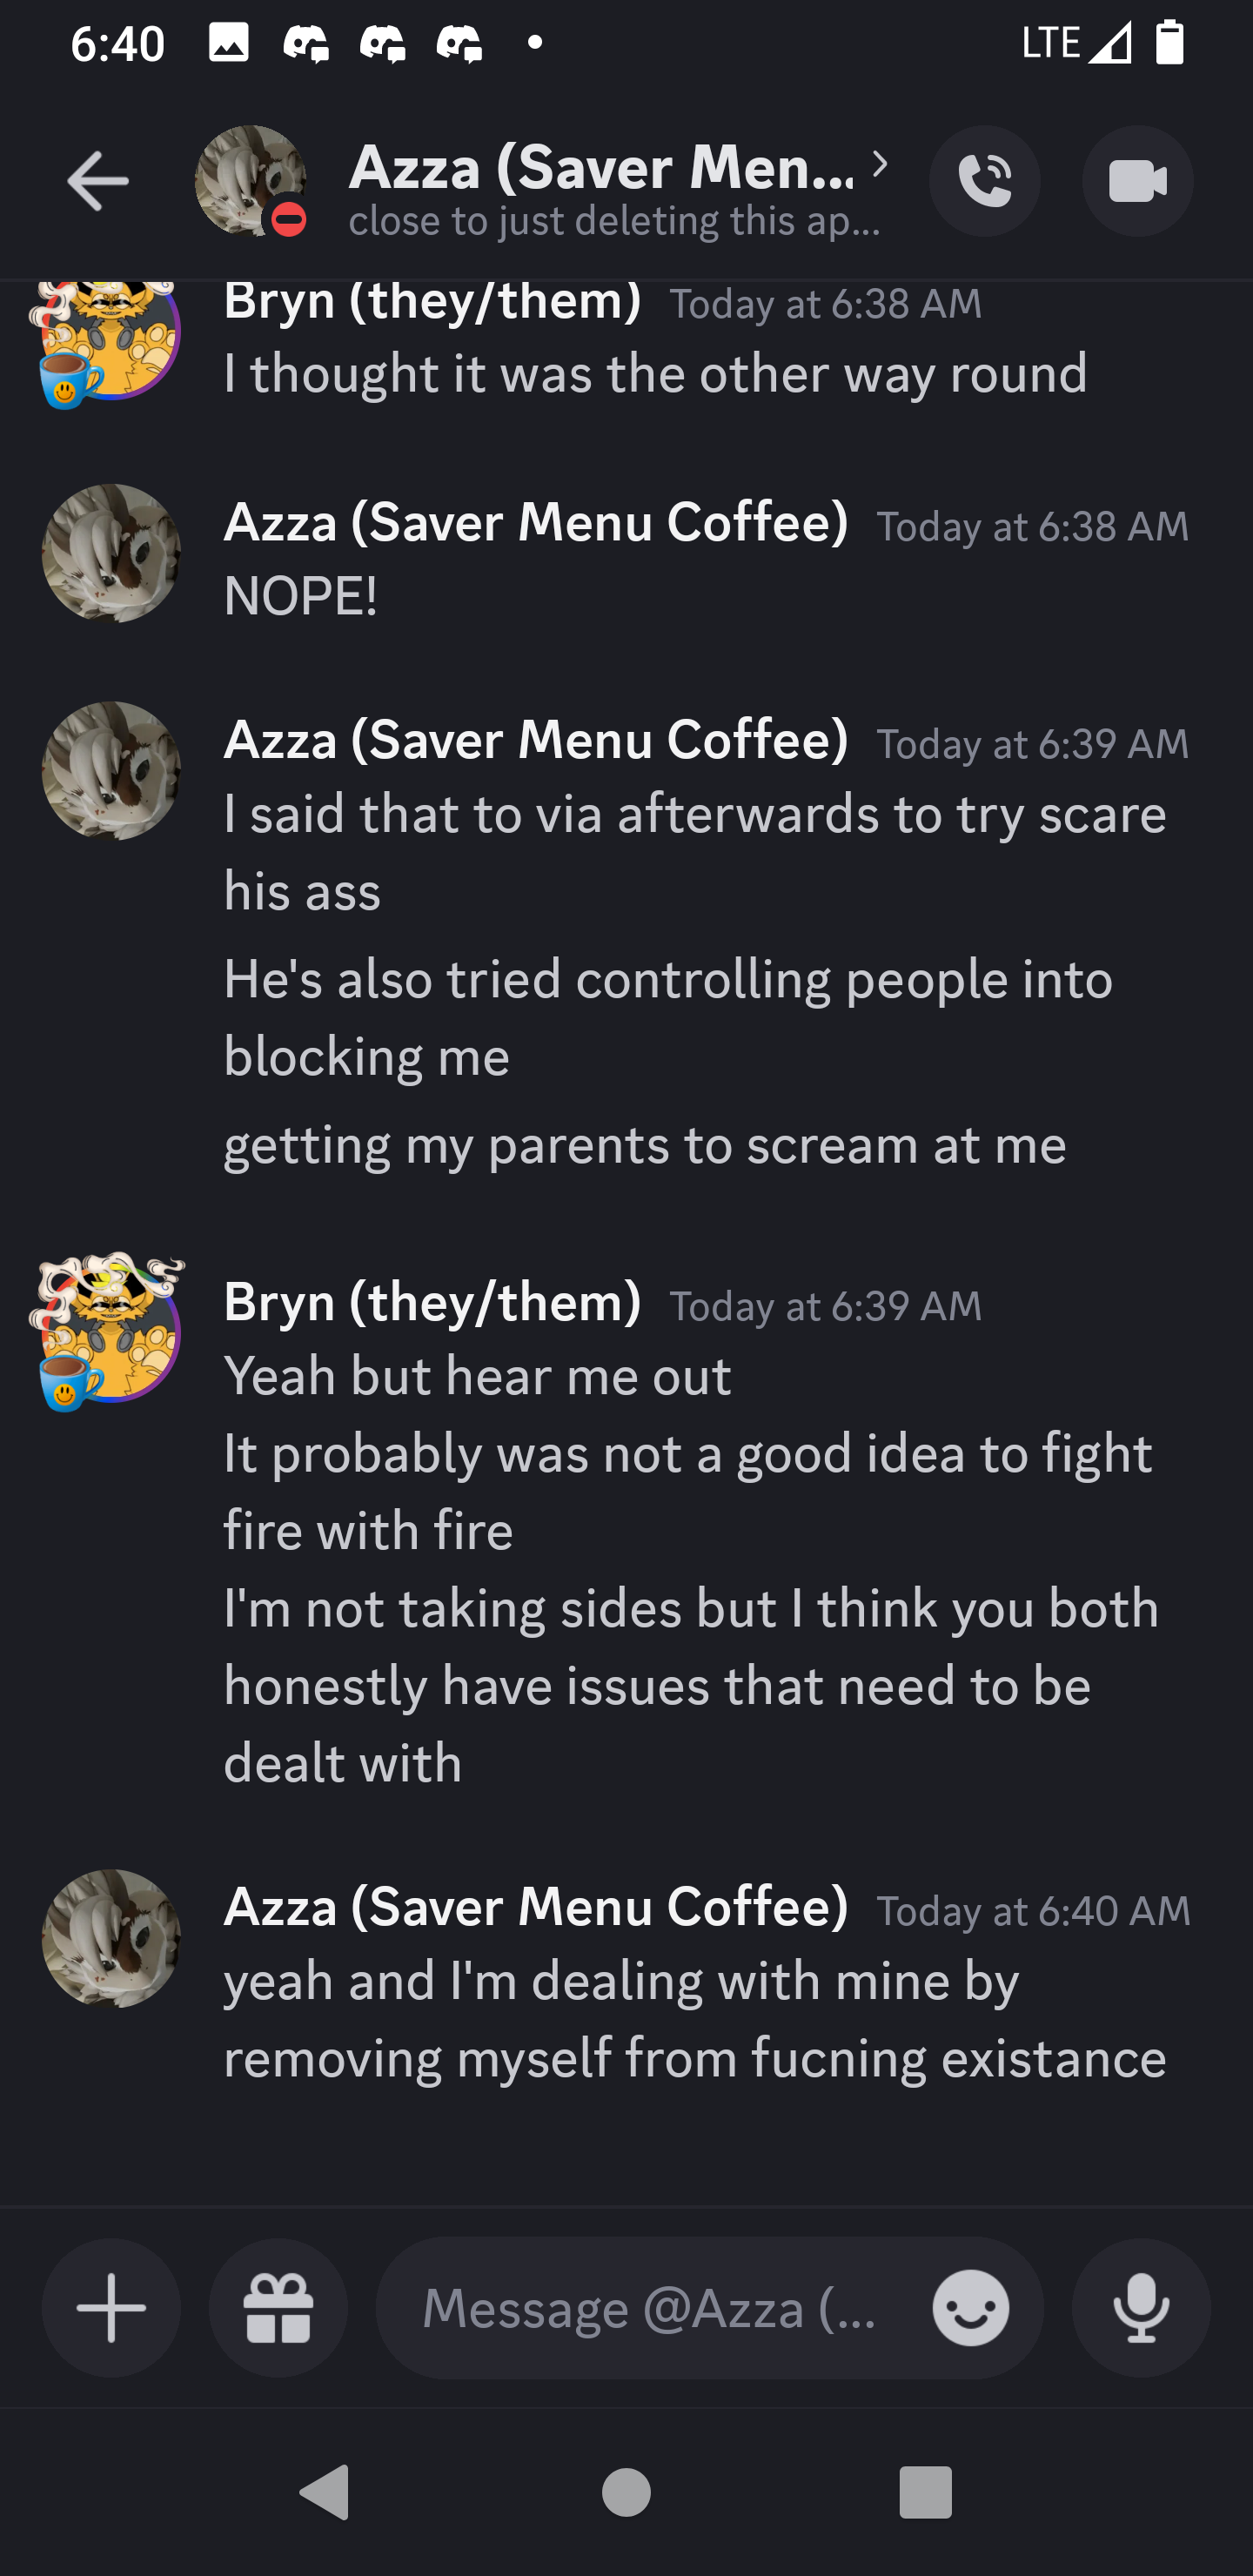 6:40
LTE
Azza (Saver Men...
close to just deleting this ap...
Bryn (they/them) Today at 6:38 AM
I thought it was the other way round
Azza (Saver Menu Coffee) Today at 6:38 AM
NOPE!
Azza (Saver Menu Coffee) Today at 6:39 AM
I said that to via afterwards to try scare
his ass
He's also tried controlling people into
blocking me
getting my parents to scream at me
Bryn (they/them) Today at 6:39 AM
Yeah but hear me out
It probably was not a good idea to fight
fire with fire
I'm not taking sides but I think you both
honestly have issues that need to be
dealt with
Azza (Saver Menu Coffee) Today at 6:40 AM
yeah and I'm dealing with mine by
removing myself from fucning existance
Message @Azza (...